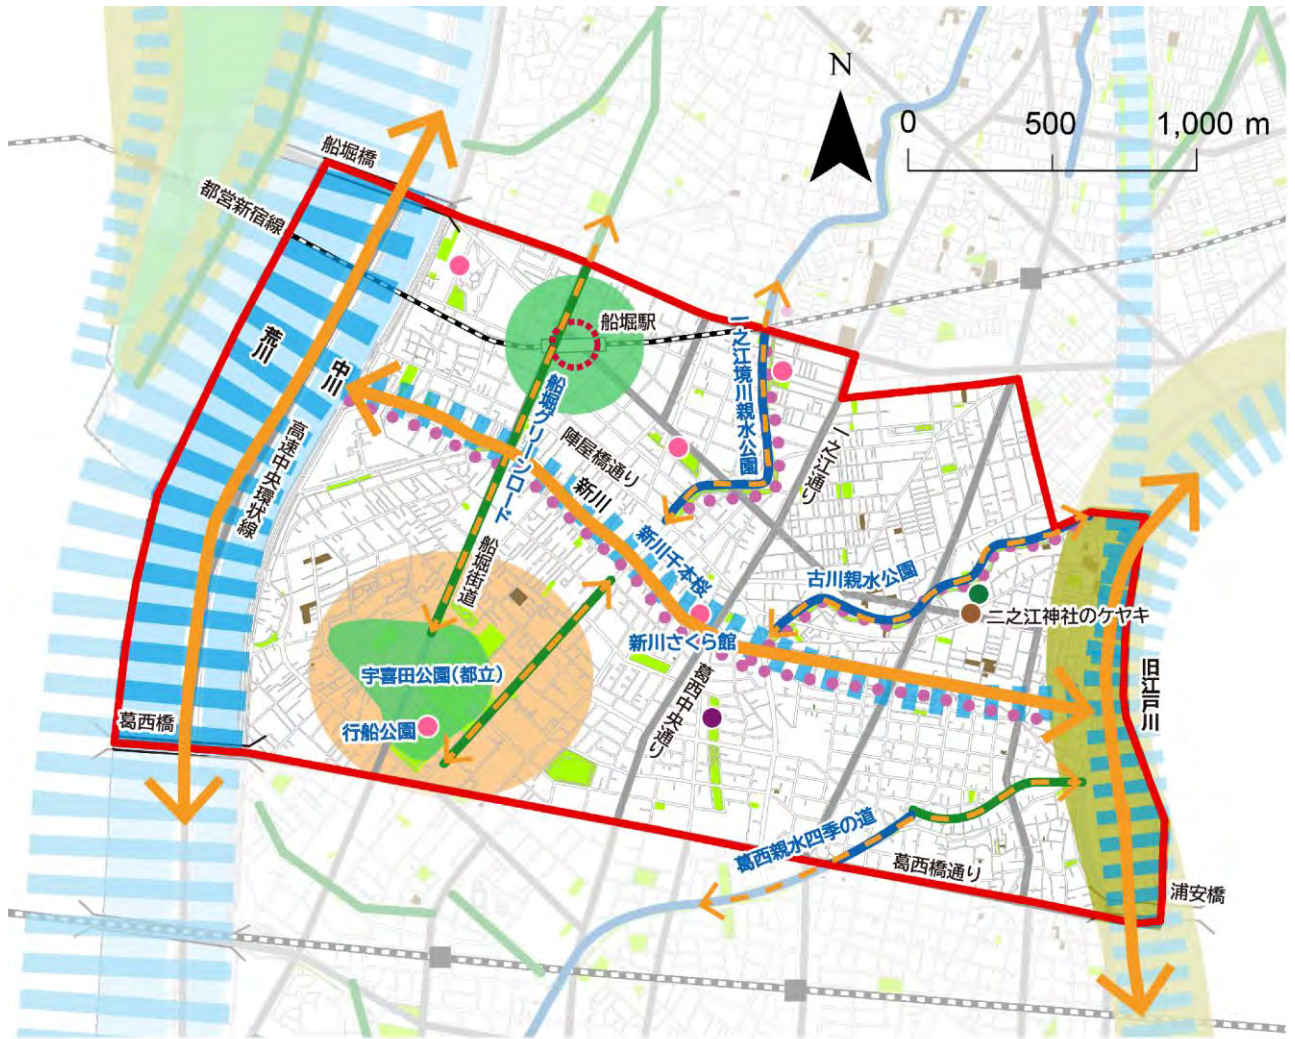 N
0 500 1,000 m
船堀橋
都営新宿線
船堀駅
荒川
中川
高速中央環状線
船堀グリーンロード
一之江境川親水公園
陣屋橋通り
一之江通り
新川
船堀街道
新川千本桜
古川親水公園
二之江神社のケヤキ
新川さくら館
宇喜田公園(都立)
行船公園
葛西橋
葛西中央通り
旧江戸川
葛西親水四季の道
葛西橋通り
浦安橋